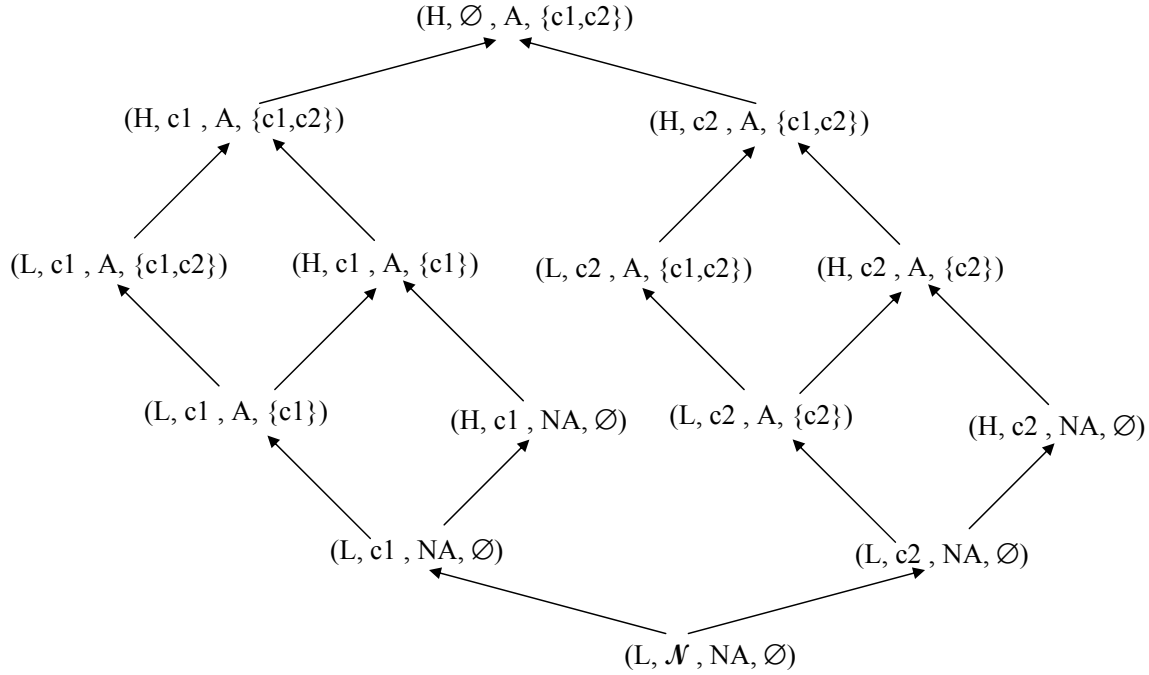 (H, ∅ , A, {c1,c2})
(H, c1 , A, {c1,c2})
(H, c2 , A, {c1,c2})
(L, c1 , A, {c1,c2})
(H, c1 , A, {c1})
(L, c2 , A, {c1,c2})
(H, c2 , A, {c2})
(L, c1 , A, {c1})
(H, c1 , NA, ∅)
(L, c2 , A, {c2})
(H, c2 , NA, ∅)
(L, c1 , NA, ∅)
(L, c2 , NA, ∅)
(L, 𝓝 , NA, ∅)